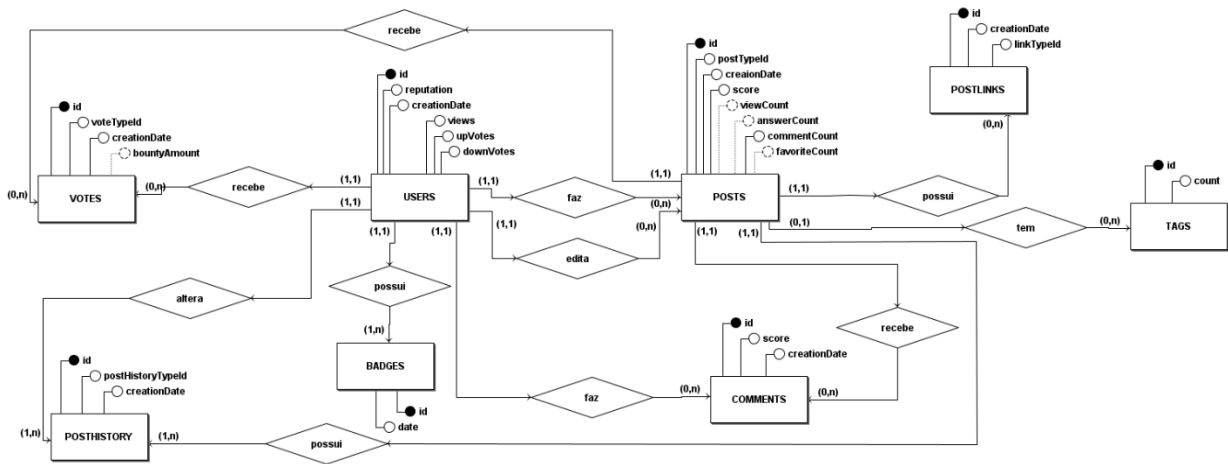 recebe
id
creationDate
linkTypeId
POSTLINKS
(0,n)
id
postTypeId
creaionDate
score
viewCount
answerCount
commentCount
favoriteCount
POSTS
(1,1)
(1,1)
(0,n)
(0,n)
(1,1)
(0,1)
(1,1)
(1,1)
id
reputation
creationDate
views
upVotes
downVotes
USERS
(1,1)
(1,1)
(1,1)
(1,1)
(1,1)
(1,1)
id
voteTypeId
creationDate
bountyAmount
VOTES
(0,n)
(0,n)
recebe
faz
edita
possui
tem
id
count
TAGS
(0,n)
altera
possui
(1,n)
BADGES
id
date
recebe
id
score
creationDate
COMMENTS
(0,n)
(0,n)
faz
id
postHistoryTypeId
creationDate
POSTHISTORY
(1,n)
(1,n)
possui